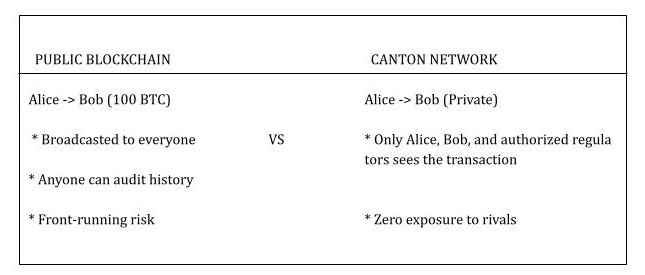 PUBLIC BLOCKCHAIN CANTON NETWORK
Alice -> Bob (100 BTC) Alice -> Bob (Private)
* Broadcasted to everyone VS * Only Alice, Bob, and authorized regula
tors sees the transaction
* Anyone can audit history
* Front-running risk * Zero exposure to rivals